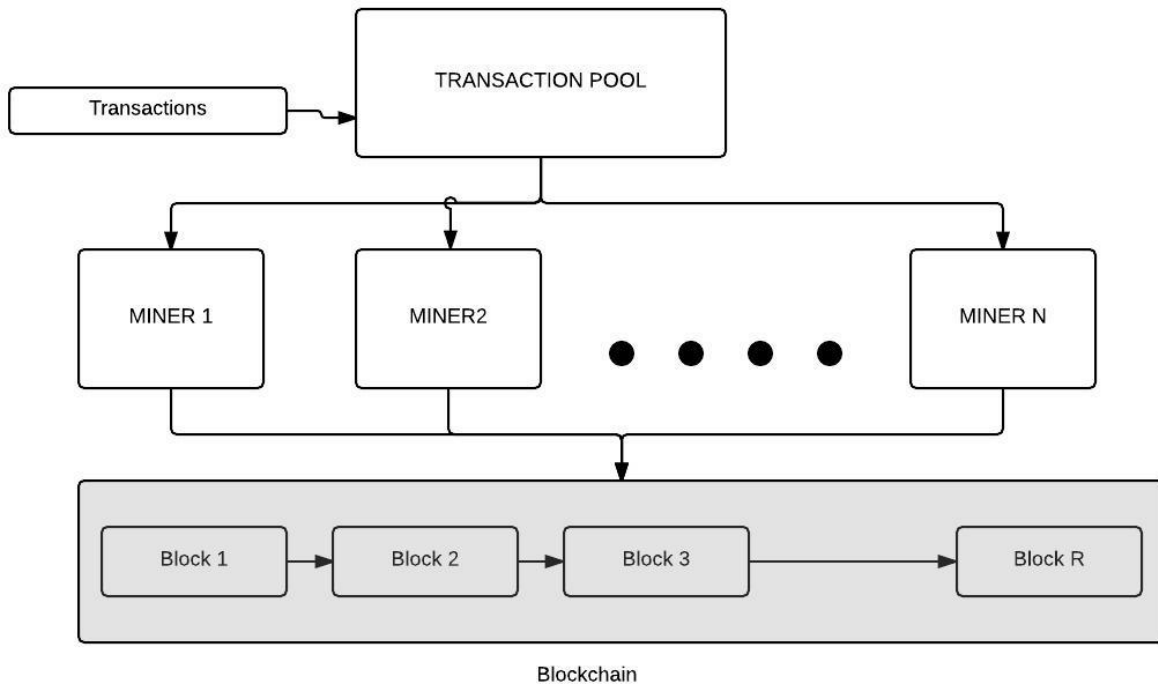 TRANSACTION POOL
Transactions
MINER 1
MINER2
MINER N
Block 1
Block 2
Block 3
Block R
Blockchain